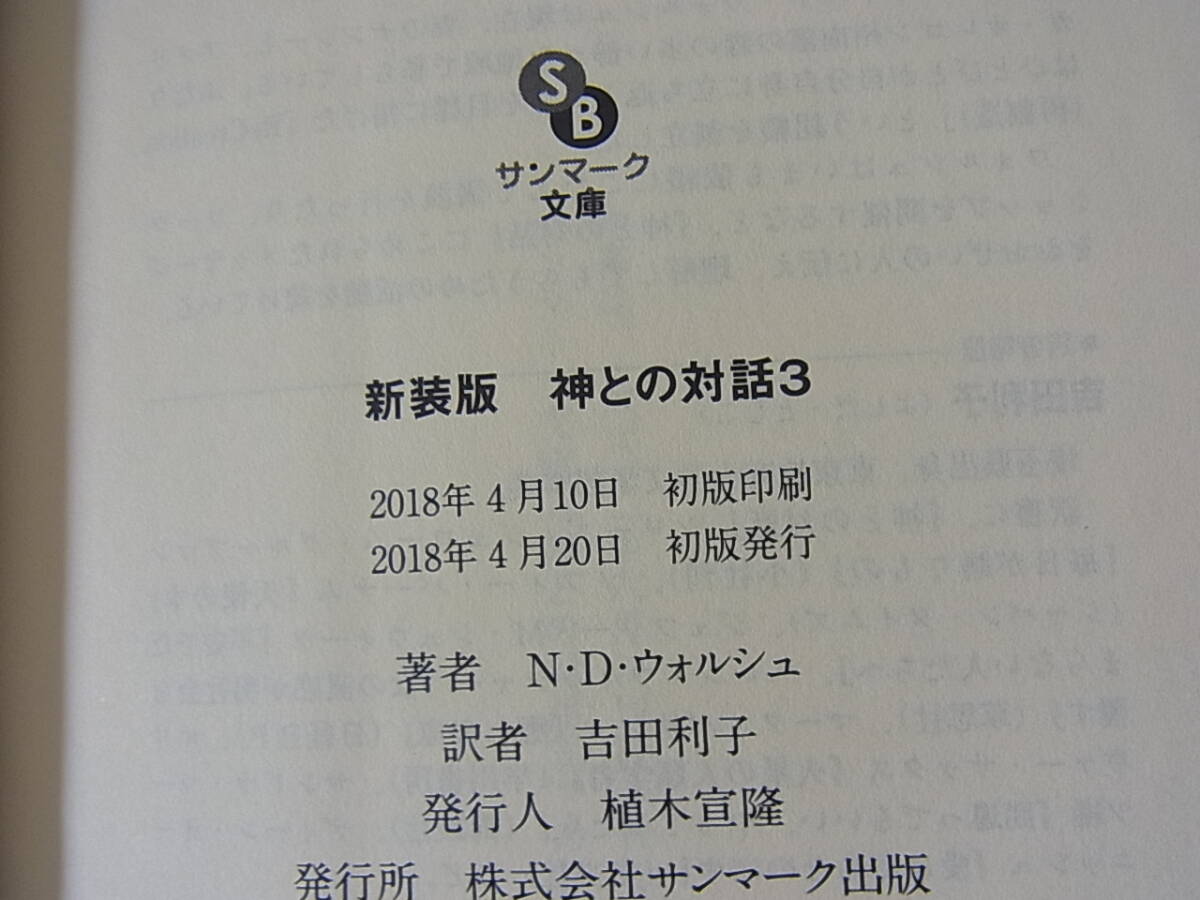 SB
サンマーク
文庫
新装版 神との対話3
2018年4月10日 初版印刷
2018年4月20日 初版発行
著者 N・D・ウォルシュ
訳者 吉田利子
発行人 植木宣隆
発行所 株式会社サンマーク出版